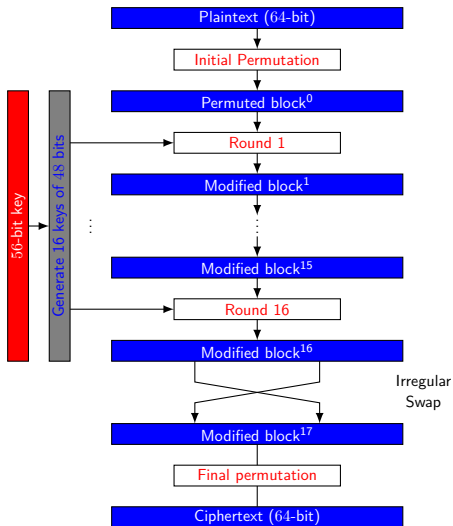 Plaintext (64-bit)
Initial Permutation
Permuted block⁰
Round 1
Modified block¹
⋮
⋮
Modified block¹⁵
Round 16
Modified block¹⁶
Irregular
Swap
Modified block¹⁷
Final permutation
Ciphertext (64-bit)
56-bit key
Generate 16 keys of 48 bits